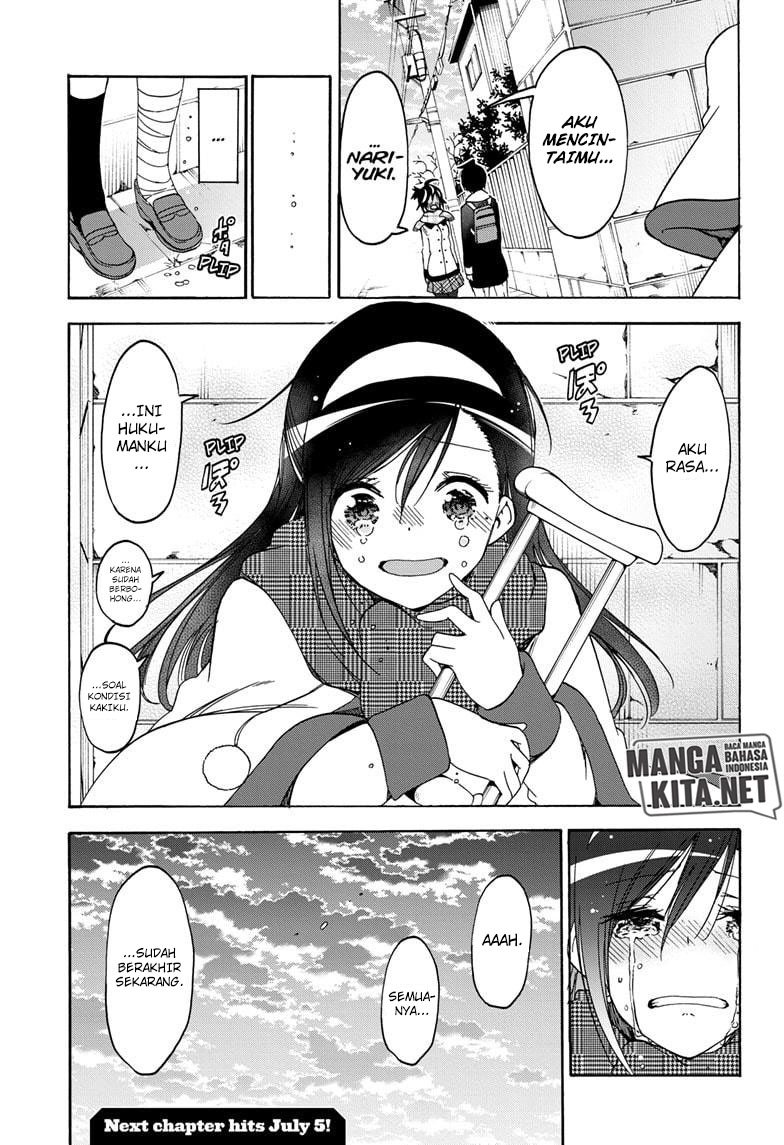 AKU
MENCIN-
TAIMU...
...
NARI-
YUKI.
...
ポ
タ
PLIP
AKU
RASA...
PLIP
ぽ
ろ
PLIP
ぽ
ろ
...INI
HUKU-
MANKU
...
...
KARENA
SUDAH
BERBO-
HONG...
...SOAL
KONDISI
KAKIKU.
MANGA
KITA.NET
BACA MANGA
BAHASA
INDONESIA
AAAH.
SEMUA-
NYA...
...SUDAH
BERAKHIR
SEKARANG.
Next chapter hits July 5!